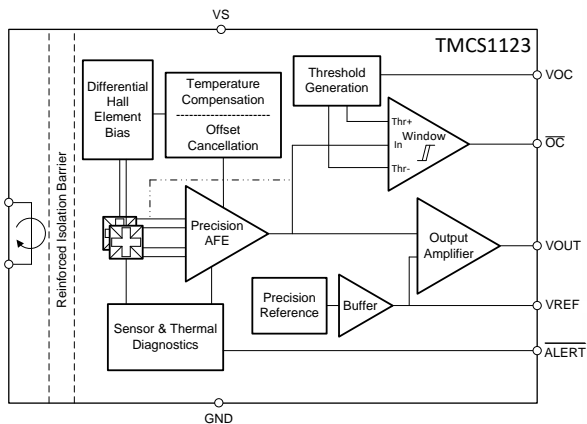 VS
TMCS1123
Differential
Hall
Element
Bias
Temperature
Compensation
Offset
Cancellation
Threshold
Generation
VOC
Thr+
Window
In
Thr-
OC
Reinforced Isolation Barrier
Precision
AFE
Output
Amplifier
VOUT
Precision
Reference
Buffer
VREF
Sensor & Thermal
Diagnostics
ALERT
GND